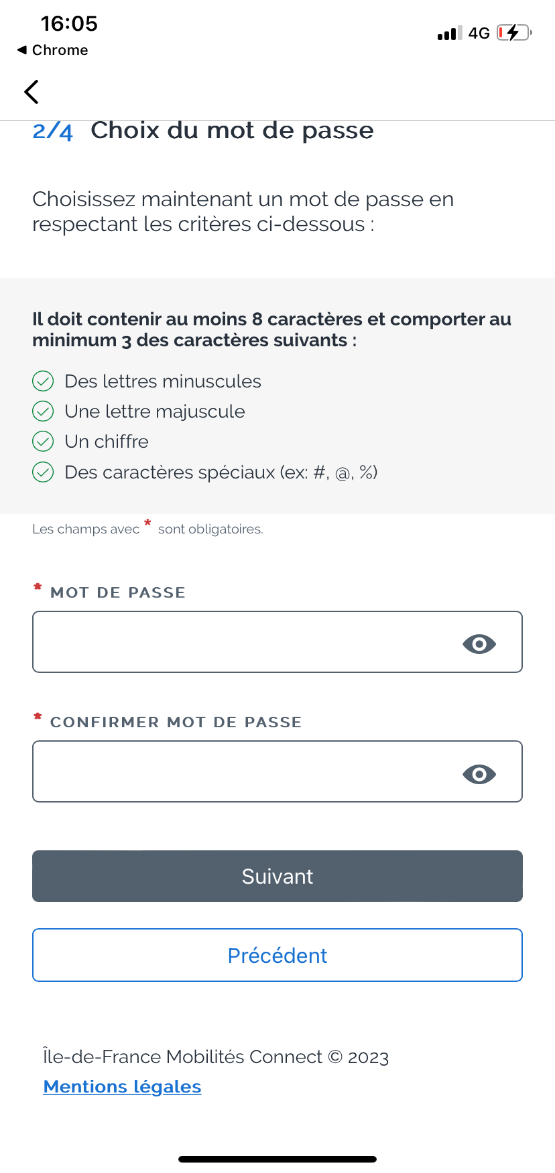 16:05
4G
◀ Chrome
2/4 Choix du mot de passe
Choisissez maintenant un mot de passe en
respectant les critères ci-dessous :
Il doit contenir au moins 8 caractères et comporter au
minimum 3 des caractères suivants :
Des lettres minuscules
Une lettre majuscule
Un chiffre
Des caractères spéciaux (ex: #, @, %)
Les champs avec * sont obligatoires.
* MOT DE PASSE
* CONFIRMER MOT DE PASSE
Suivant
Précédent
Île-de-France Mobilités Connect © 2023
Mentions légales